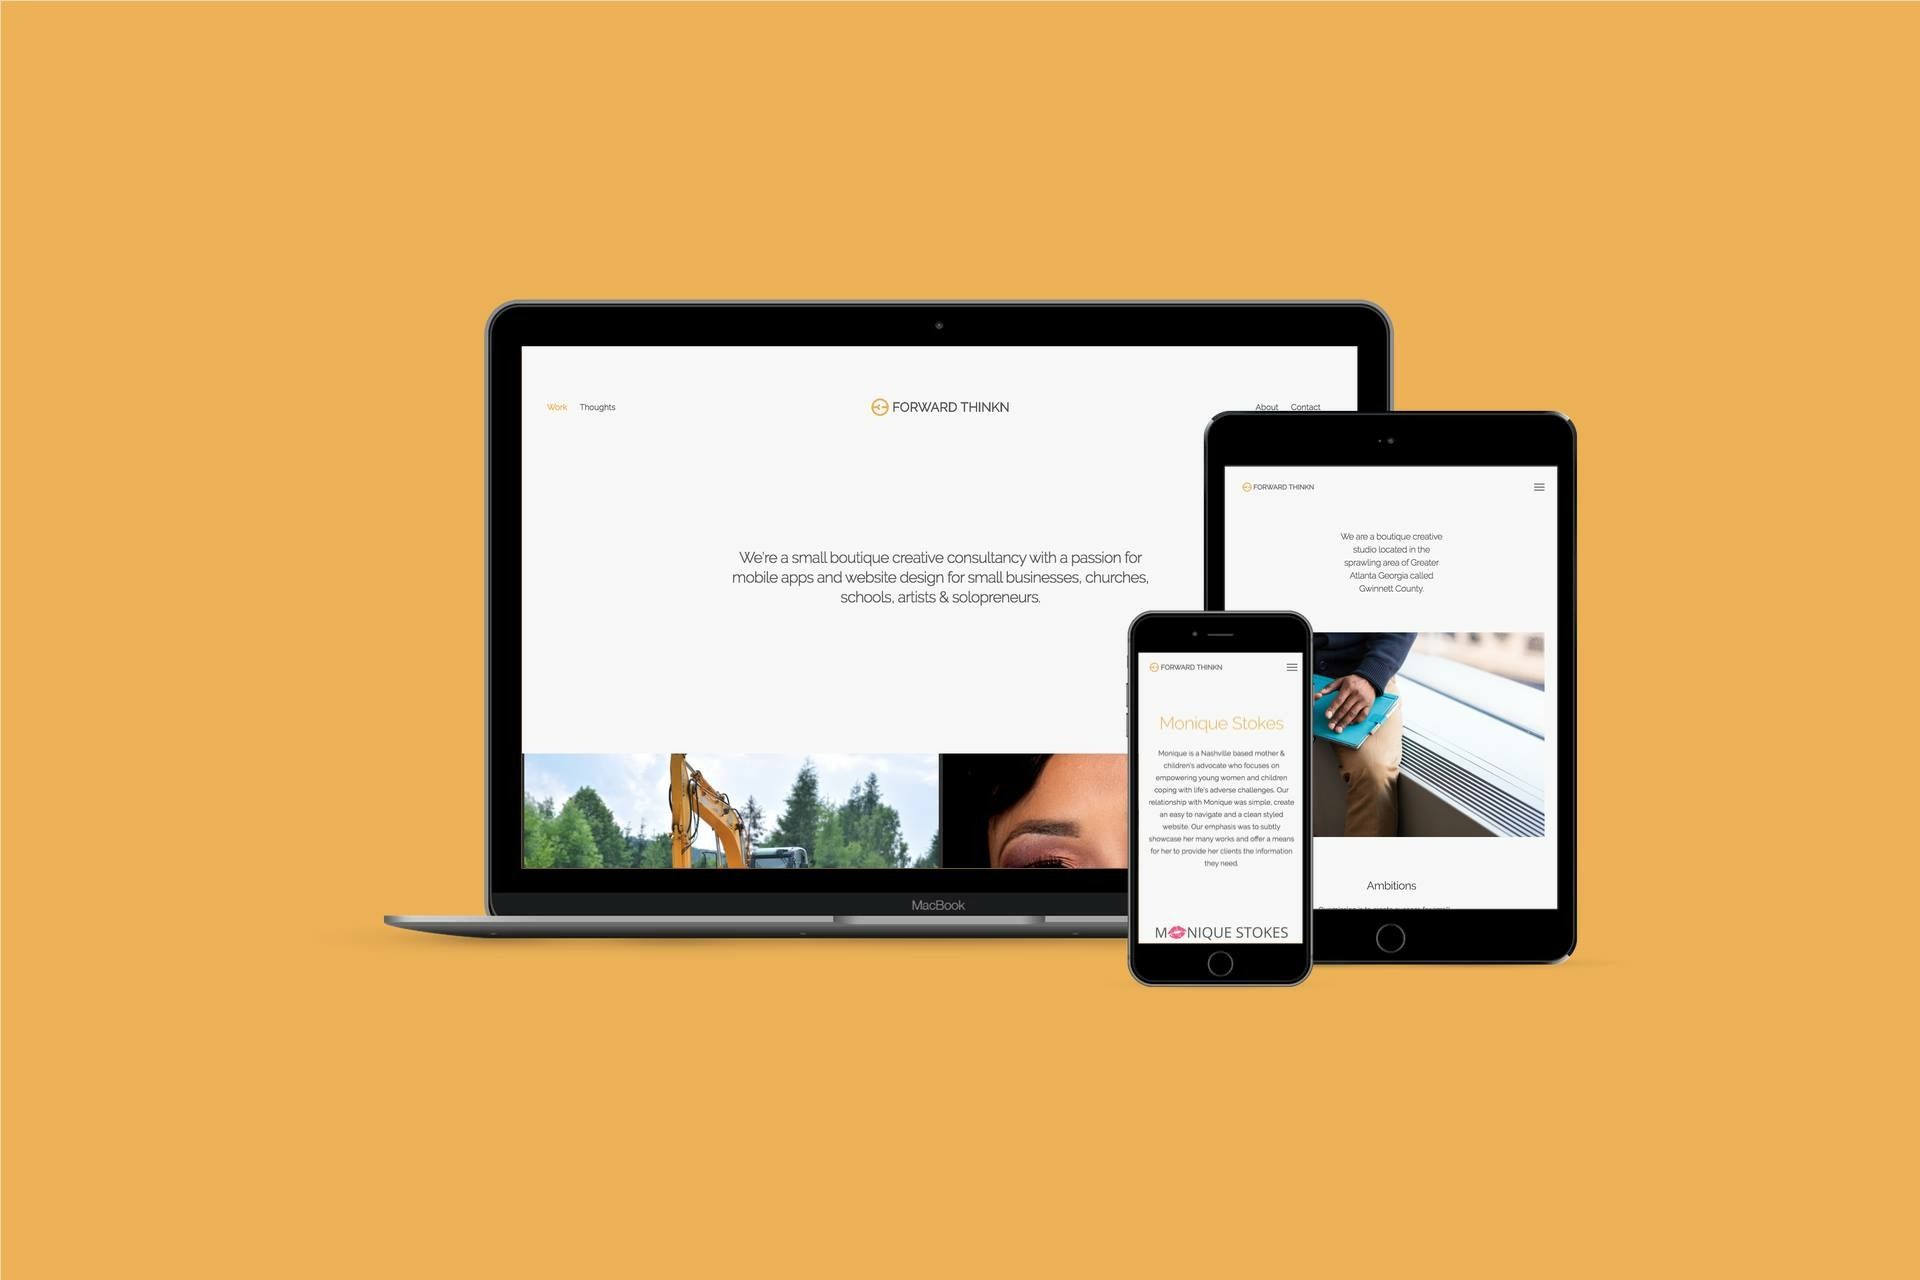 Work Thoughts
FORWARD THINKN
About Contact
We're a small boutique creative consultancy with a passion for
mobile apps and website design for small businesses, churches,
schools, artists & solopreneurs.
MacBook
FORWARD THINKN
We are a boutique creative
studio located in the
sprawling area of Greater
Atlanta Georgia called
Gwinnett County.
Ambitions
FORWARD THINKN
Monique Stokes
Monique is a Nashville based mother &
children's advocate who focuses on
empowering young women and children
coping with life's adverse challenges. Our
relationship with Monique was simple, create
an easy to navigate and a clean styled
website. Our emphasis was to subtly
showcase her many works and offer a means
for her to provide her clients the information
they need.
MONIQUE STOKES